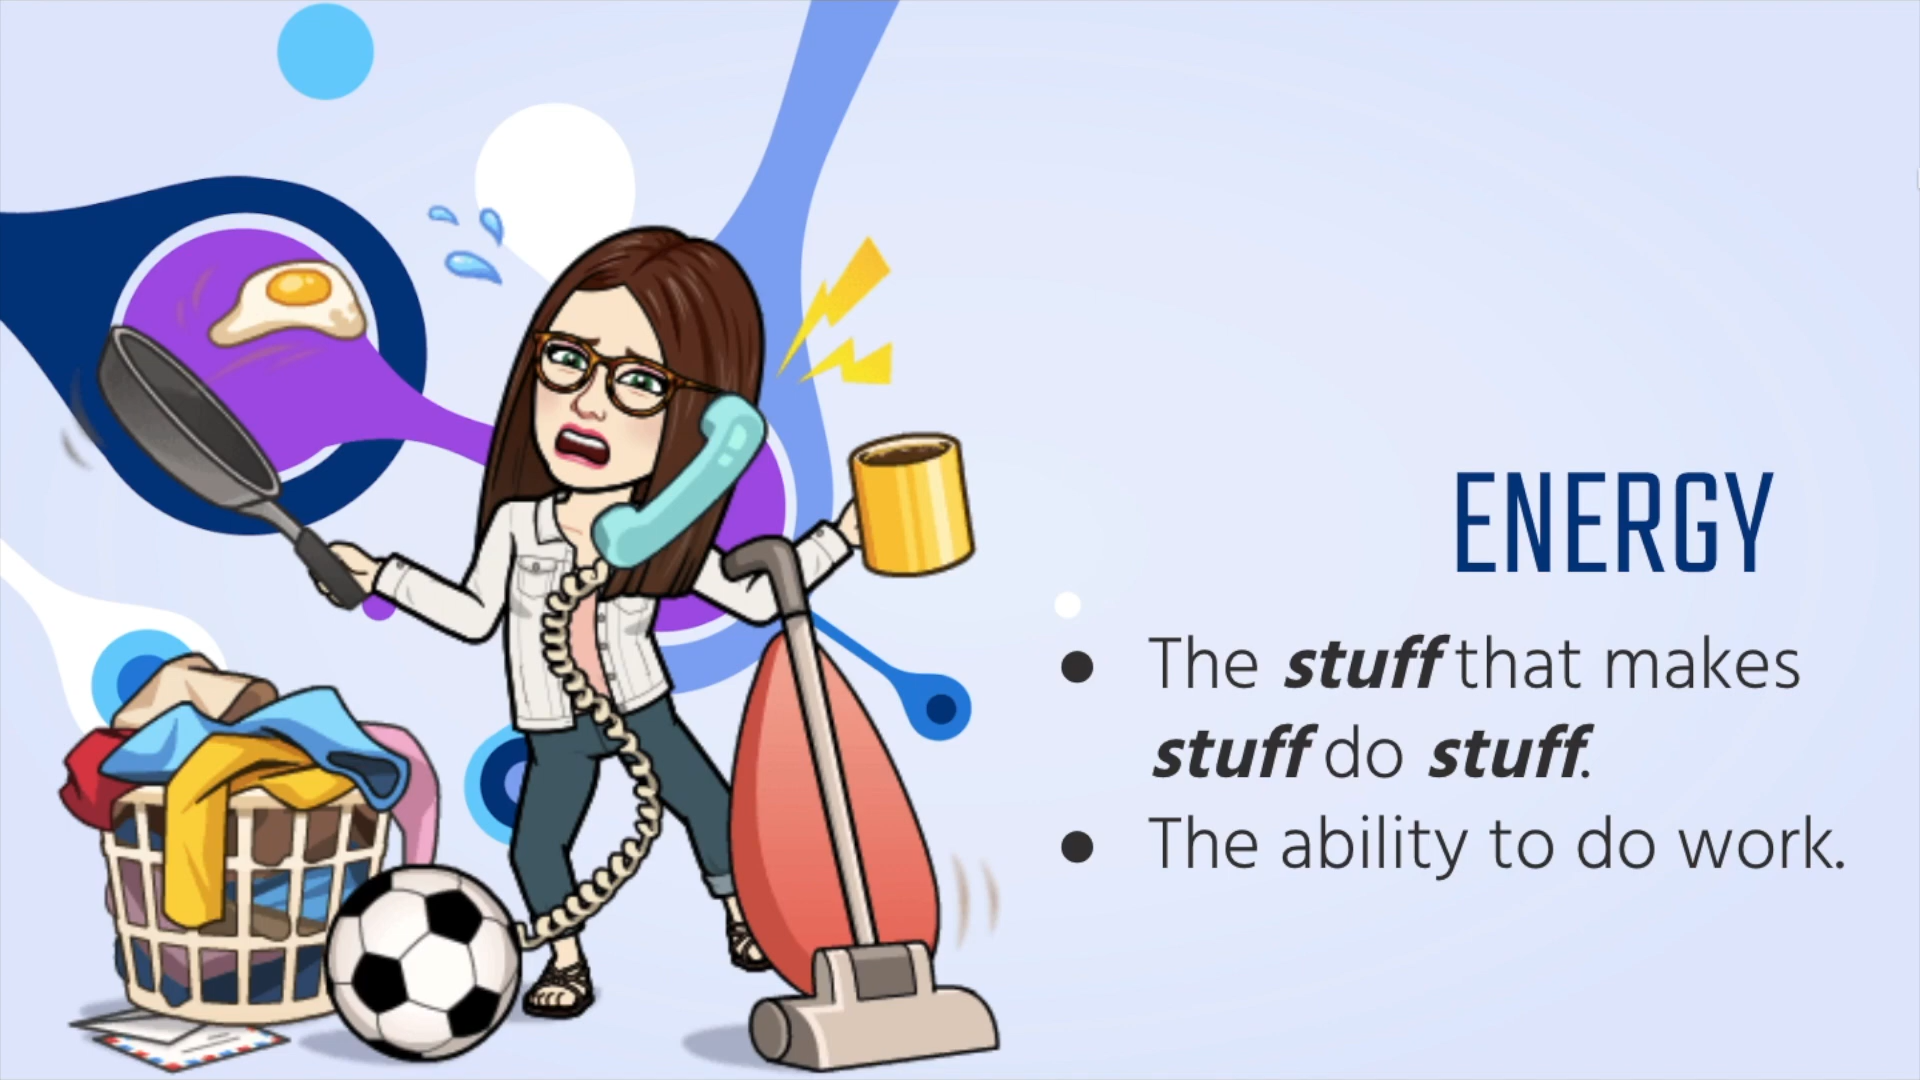 ENERGY
● The stuff that makes
stuff do stuff.
● The ability to do work.